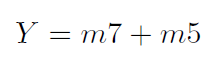 Y = m7 + m5